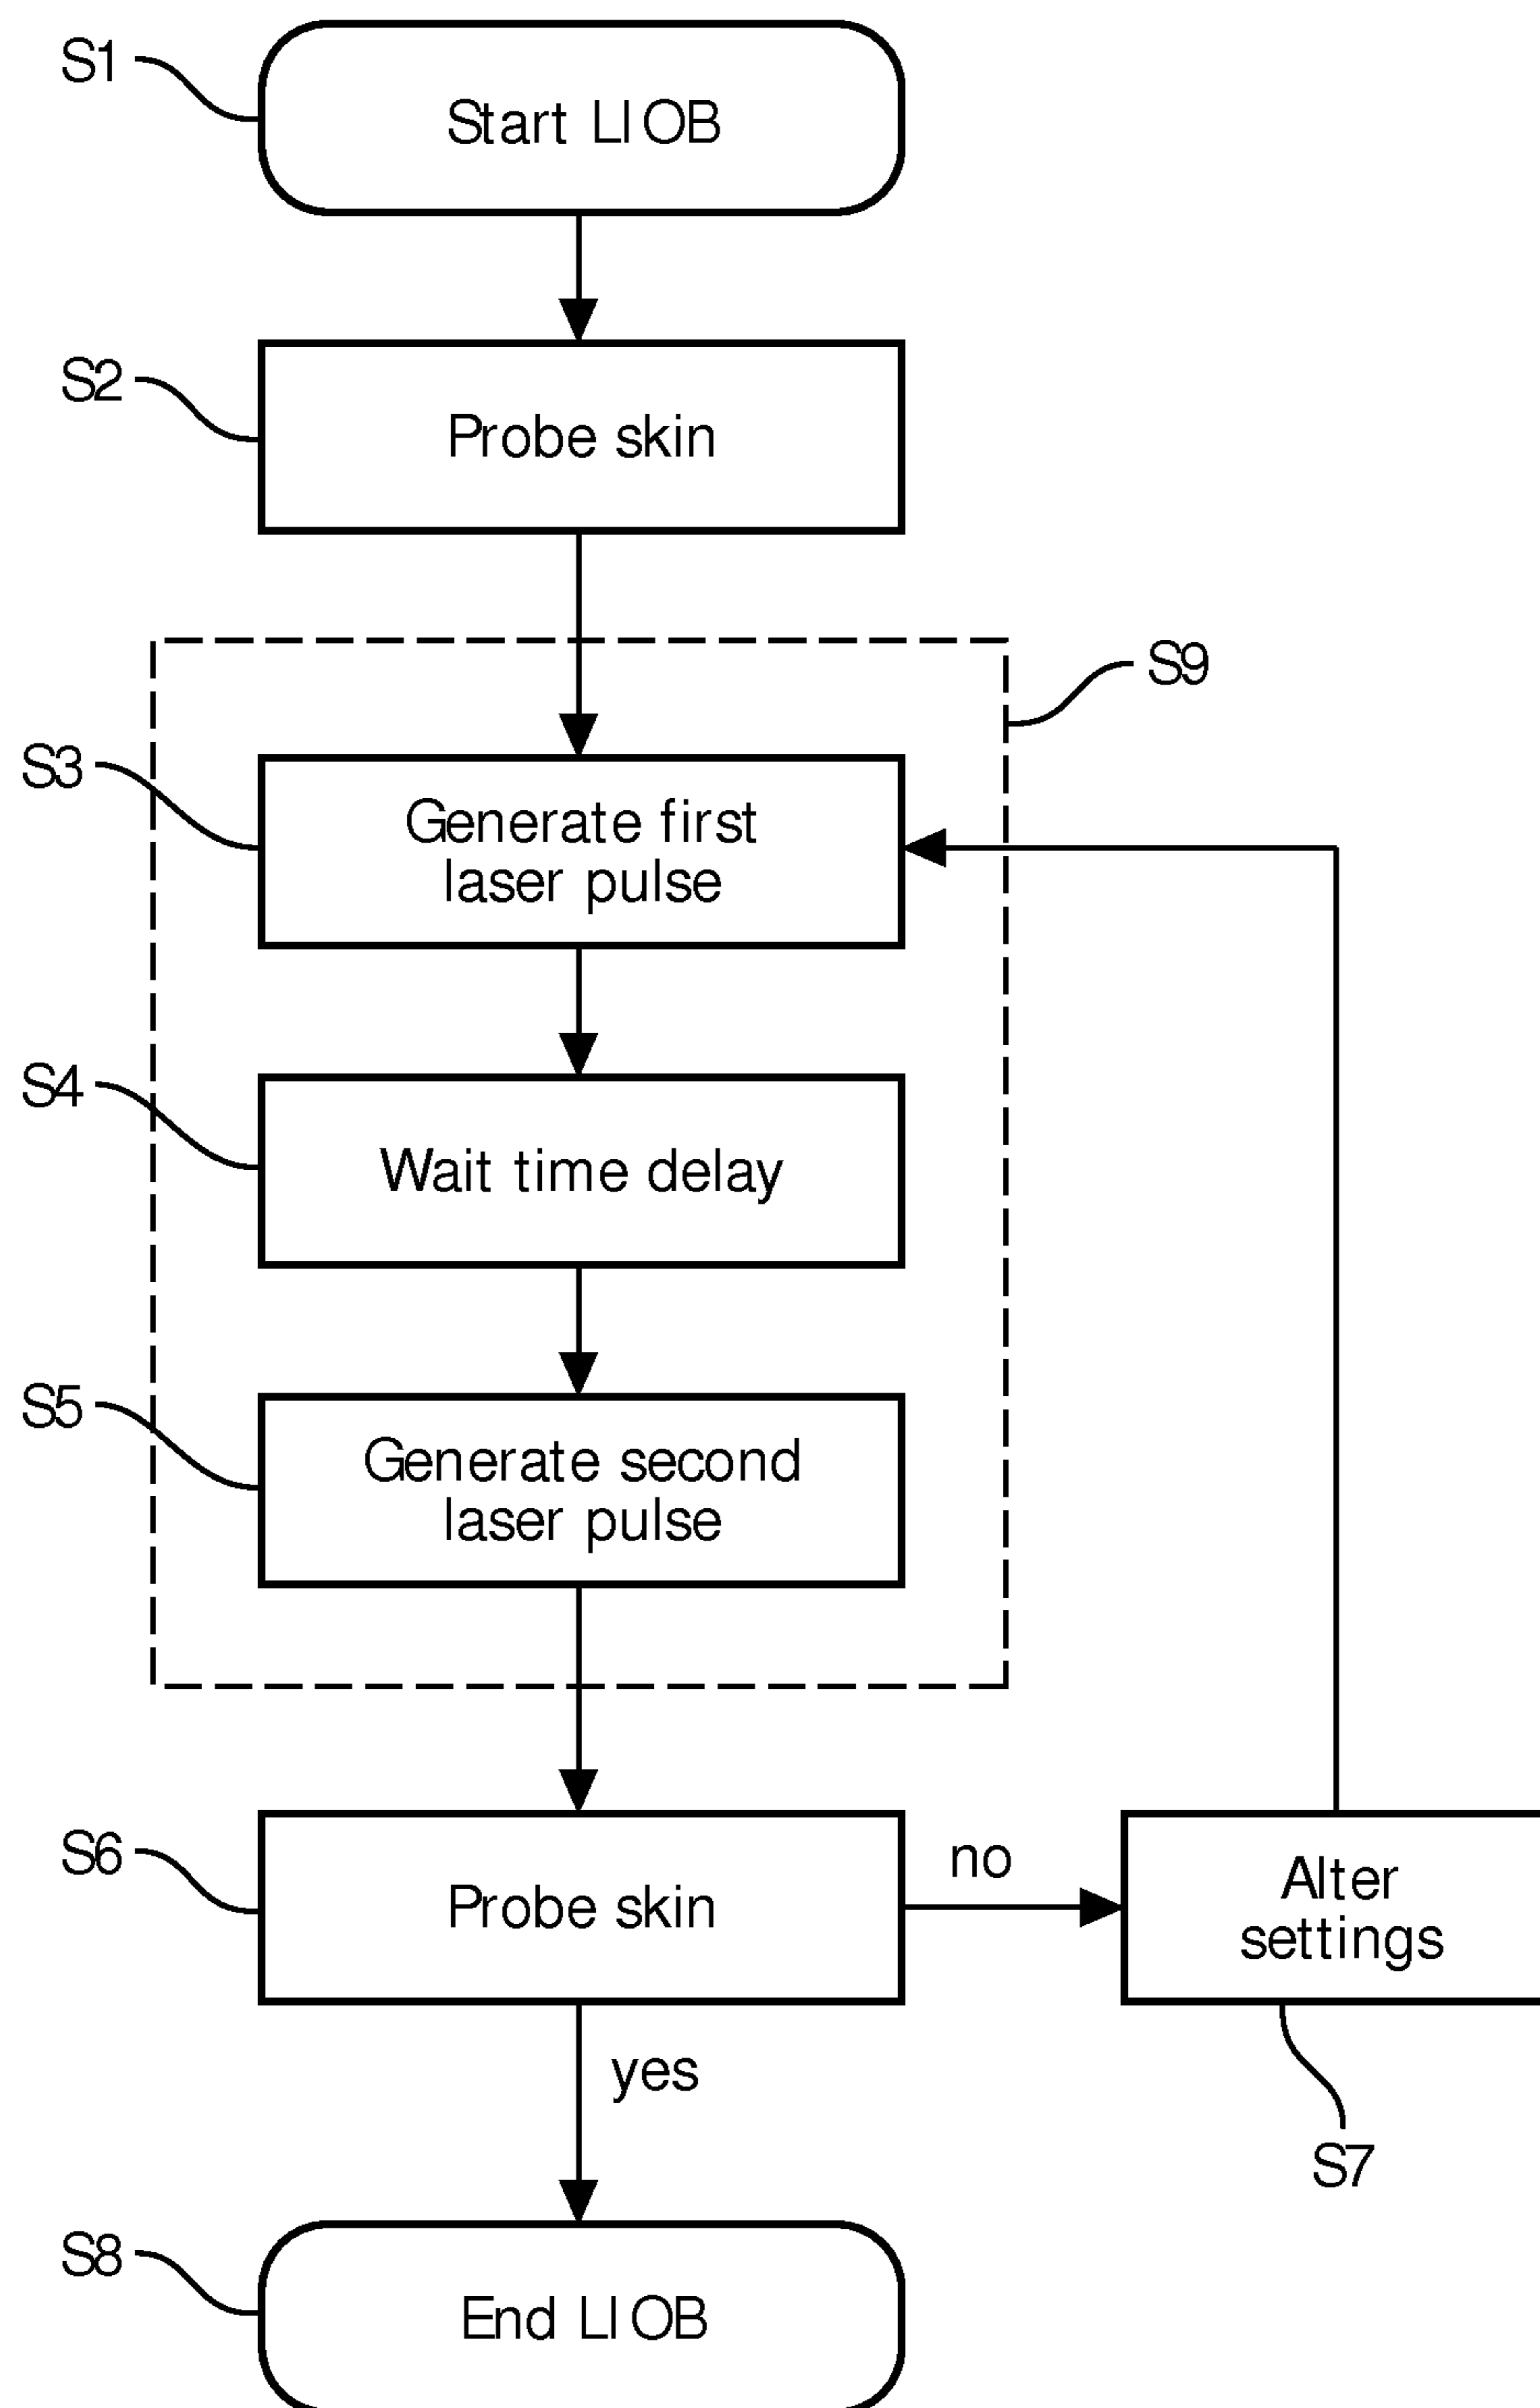 S1
Start LIOB
S2
Probe skin
S9
S3
Generate first
laser pulse
S4
Wait time delay
S5
Generate second
laser pulse
S6
Probe skin
no
Alter
settings
yes
S7
S8
End LIOB